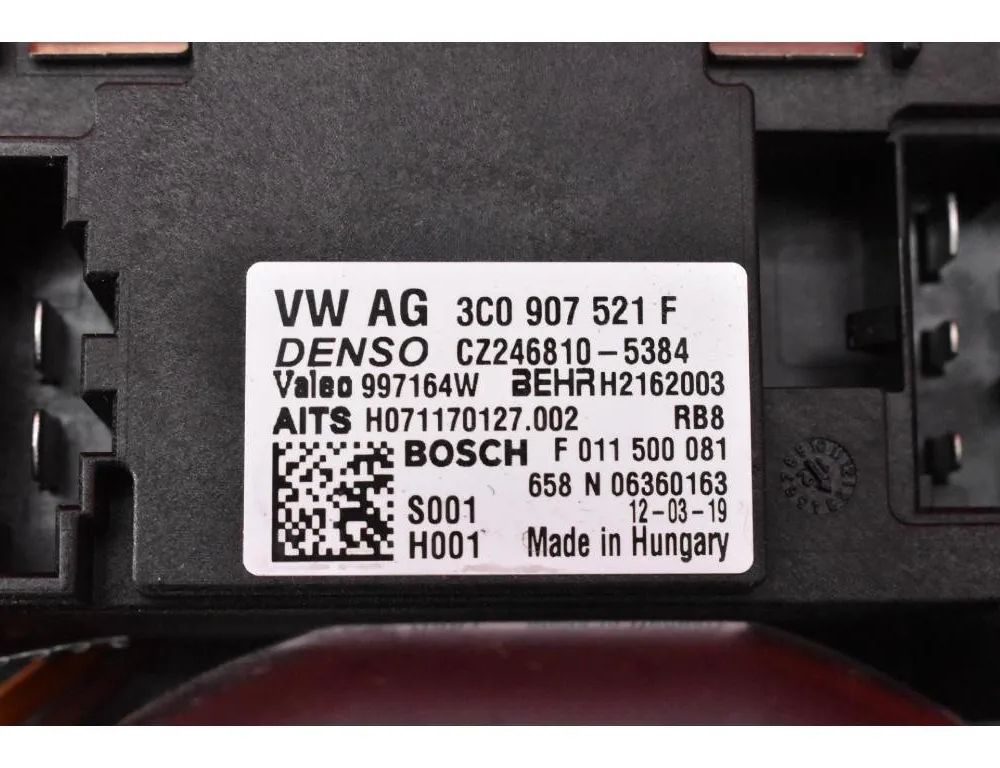 VW AG 3C0 907 521 F
DENSO CZ246810-5384
Valeo 997164W BEHR H2162003
AITS H071170127.002 RB8
BOSCH F 011 500 081
658 N 06360163
S001 12-03-19
H001 Made in Hungary